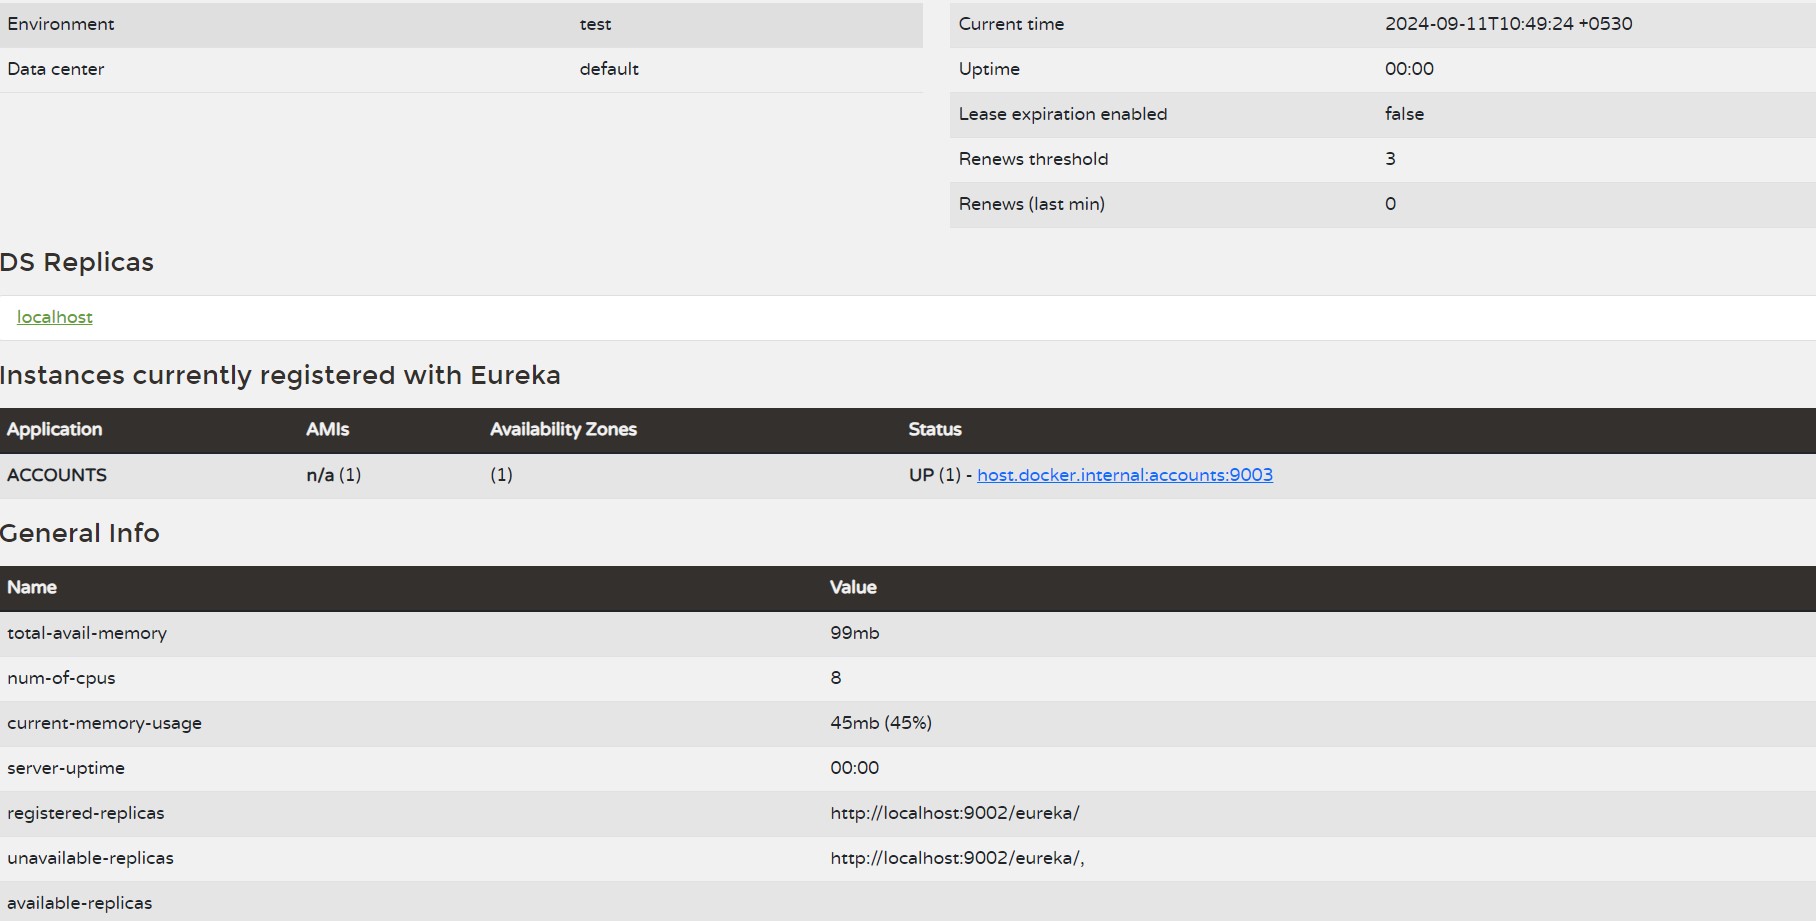 Environment test
Data center default
Current time 2024-09-11T10:49:24 +0530
Uptime 00:00
Lease expiration enabled false
Renews threshold 3
Renews (last min) 0
DS Replicas
localhost
Instances currently registered with Eureka
Application AMIs Availability Zones Status
ACCOUNTS n/a (1) (1) UP (1) - host.docker.internal:accounts:9003
General Info
Name Value
total-avail-memory 99mb
num-of-cpus 8
current-memory-usage 45mb (45%)
server-uptime 00:00
registered-replicas http://localhost:9002/eureka/
unavailable-replicas http://localhost:9002/eureka/,
available-replicas